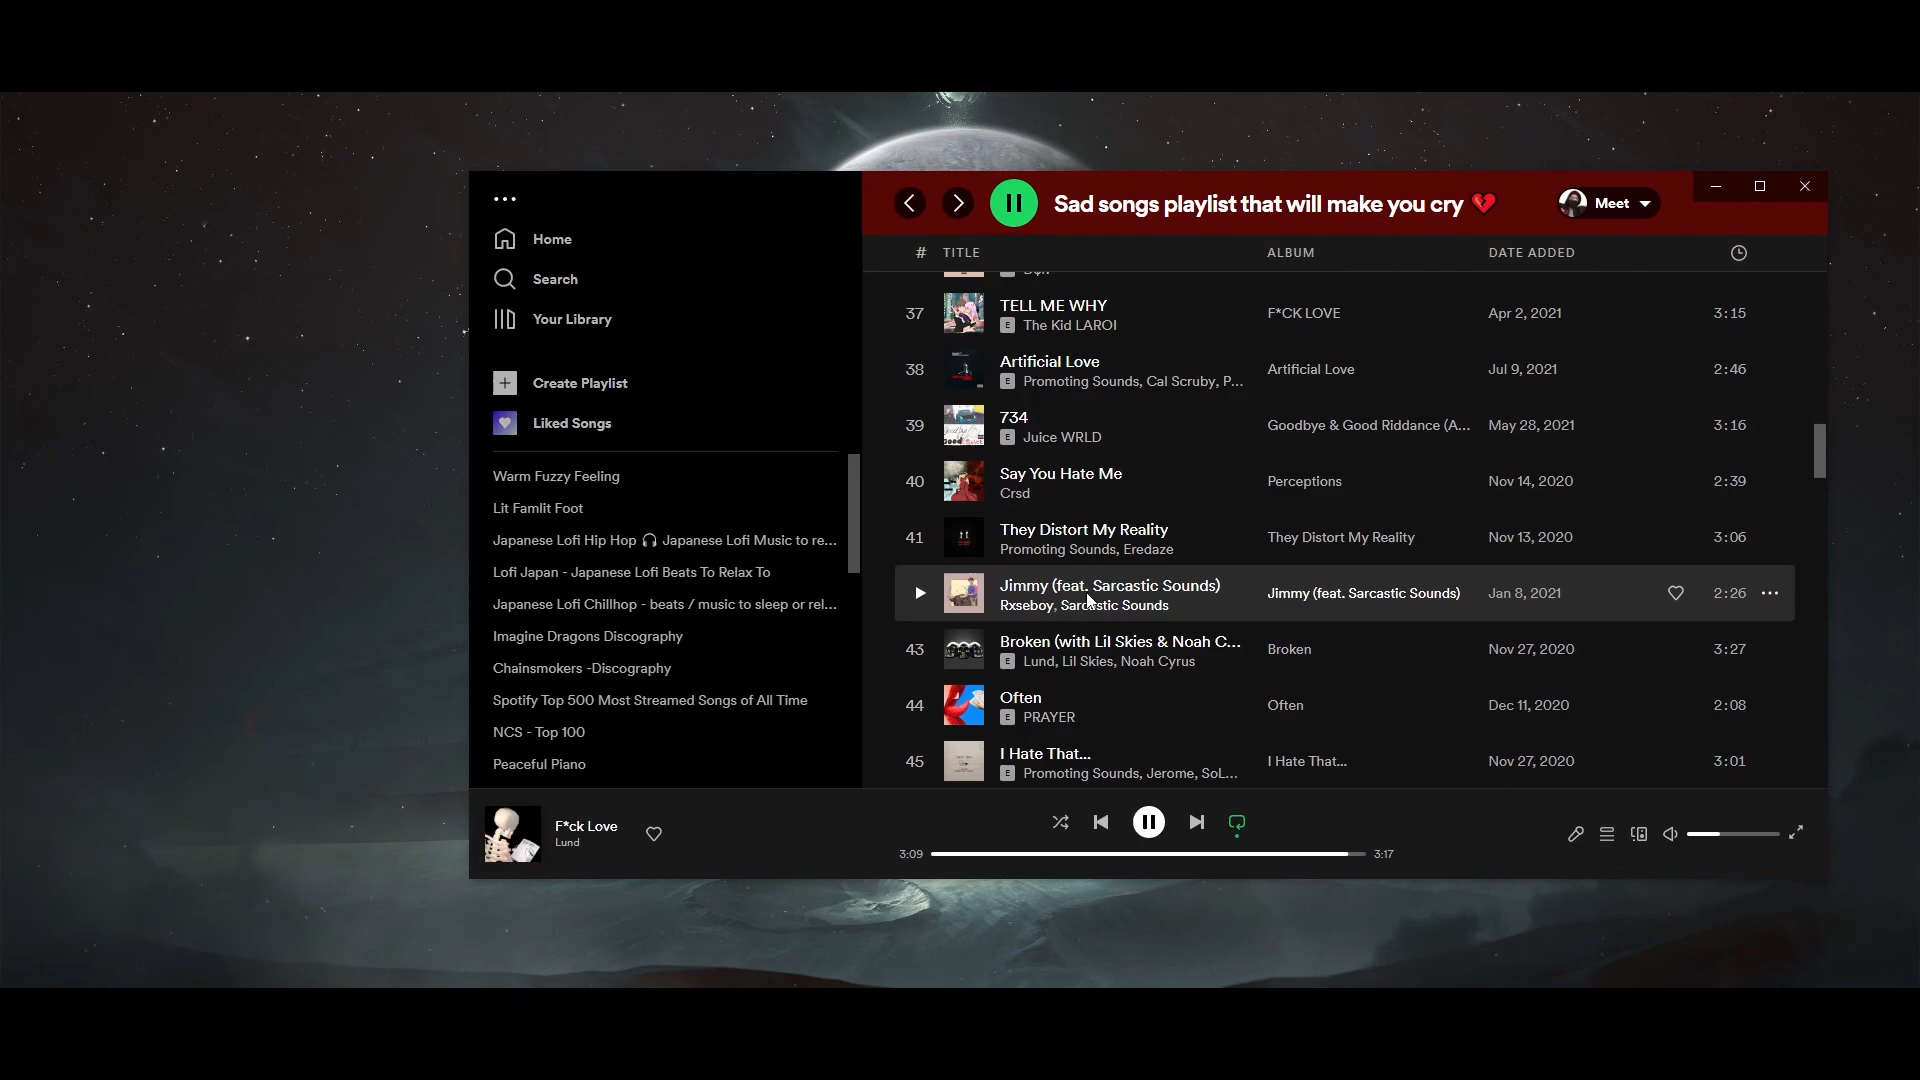 Home
Search
Your Library
Create Playlist
Liked Songs
Warm Fuzzy Feeling
Lit Famlit Foot
Japanese Lofi Hip Hop 🎧 Japanese Lofi Music to re...
Lofi Japan - Japanese Lofi Beats To Relax To
Japanese Lofi Chillhop - beats / music to sleep or rel...
Imagine Dragons Discography
Chainsmokers -Discography
Spotify Top 500 Most Streamed Songs of All Time
NCS - Top 100
Peaceful Piano
Sad songs playlist that will make you cry 💔
Meet
# TITLE ALBUM DATE ADDED
37 TELL ME WHY F*CK LOVE Apr 2, 2021 3:15
E The Kid LAROI
38 Artificial Love Artificial Love Jul 9, 2021 2:46
E Promoting Sounds, Cal Scruby, P...
39 734 Goodbye & Good Riddance (A... May 28, 2021 3:16
E Juice WRLD
40 Say You Hate Me Perceptions Nov 14, 2020 2:39
Crsd
41 They Distort My Reality They Distort My Reality Nov 13, 2020 3:06
Promoting Sounds, Eredaze
Jimmy (feat. Sarcastic Sounds) Jimmy (feat. Sarcastic Sounds) Jan 8, 2021 2:26
Rxseboy, Sarcastic Sounds
43 Broken (with Lil Skies & Noah C... Broken Nov 27, 2020 3:27
E Lund, Lil Skies, Noah Cyrus
44 Often Often Dec 11, 2020 2:08
E PRAYER
45 I Hate That... I Hate That... Nov 27, 2020 3:01
E Promoting Sounds, Jerome, SoL...
F*ck Love
Lund
3:09 3:17